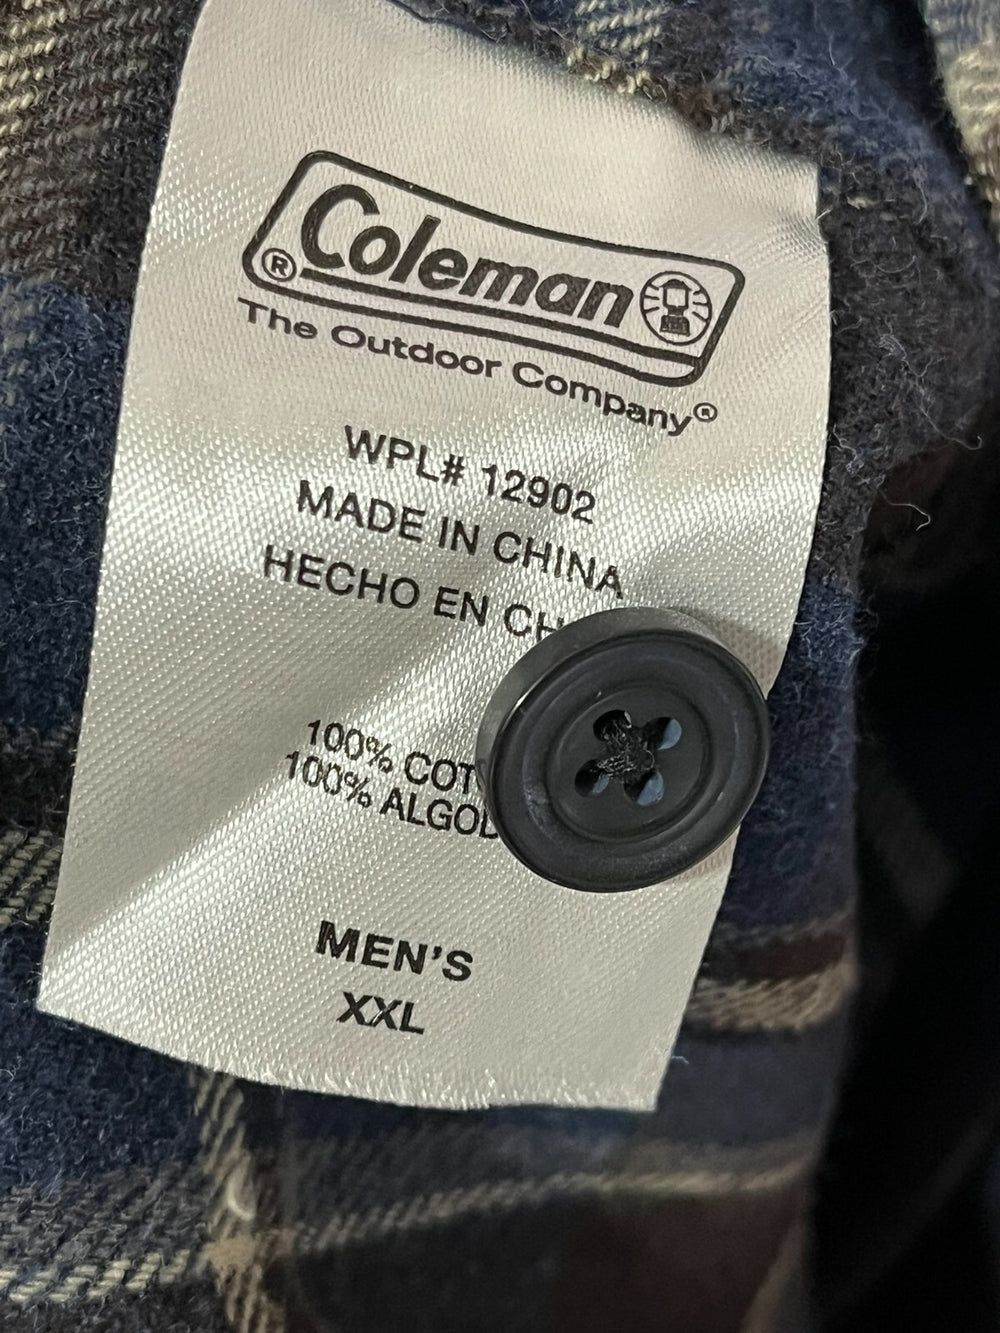 Coleman®
The Outdoor Company®
WPL# 12902
MADE IN CHINA
HECHO EN
100%
100%
MEN'S
XXL